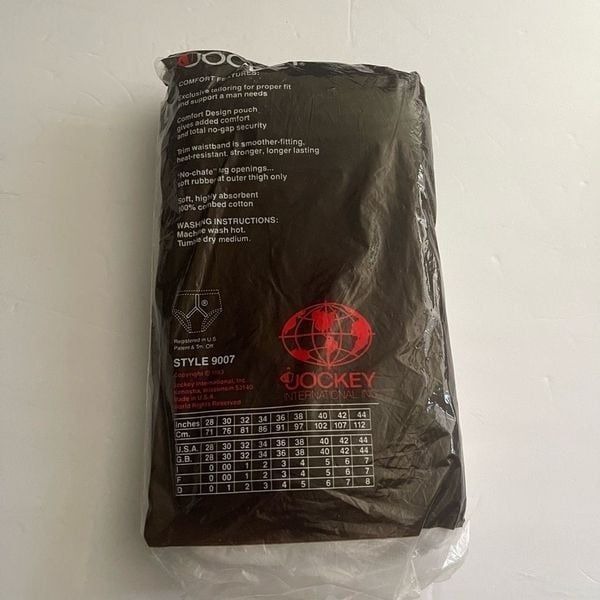 JOCKEY
COMFORT FEATURES:
Exclusive tailoring for proper fit
and support a man needs
Comfort Design pouch
gives added comfort
and total no-gap security
Trim waistband is smoother-fitting,
heat-resistant, stronger, longer lasting
"No-chafe" leg openings...
soft rubber at outer thigh only
Soft, highly absorbent
100% combed cotton
WASHING INSTRUCTIONS:
Machine wash hot.
Tumble dry medium.
®
Registered in U.S.
Patent & Tm. Off.
STYLE 9007
Copyright ©
Jockey International, Inc.
Kenosha, Wisconsin 53140
Made in U.S.A.
World Rights Reserved
JOCKEY
INTERNATIONAL, INC.
Inches 28 30 32 34 36 38 40 42 44
Cm. 71 76 81 86 91 97 102 107 112
U.S.A. 28 30 32 34 36 38 40 42 44
G.B. 28 30 32 34 36 38 40 42 44
I 0 00 1 2 3 4 5 6 7
F 0 00 1 2 3 4 5 6 7
D 0 1 2 3 4 5 6 7 8